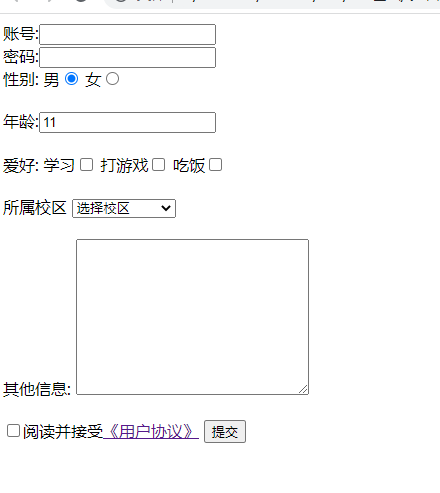 账号:
密码:
性别: 男 女
年龄: 11
爱好: 学习 打游戏 吃饭
所属校区 选择校区
其他信息:
阅读并接受《用户协议》 提交